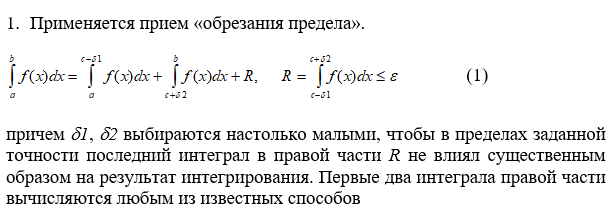 1. Применяется прием «обрезания предела».
∫_a^b f(x)dx = ∫_a^{c−δ1} f(x)dx + ∫_{c+δ2}^b f(x)dx + R, R = ∫_{c−δ1}^{c+δ2} f(x)dx ≤ ε (1)
причем δ1, δ2 выбираются настолько малыми, чтобы в пределах заданной
точности последний интеграл в правой части R не влиял существенным
образом на результат интегрирования. Первые два интеграла правой части
вычисляются любым из известных способов